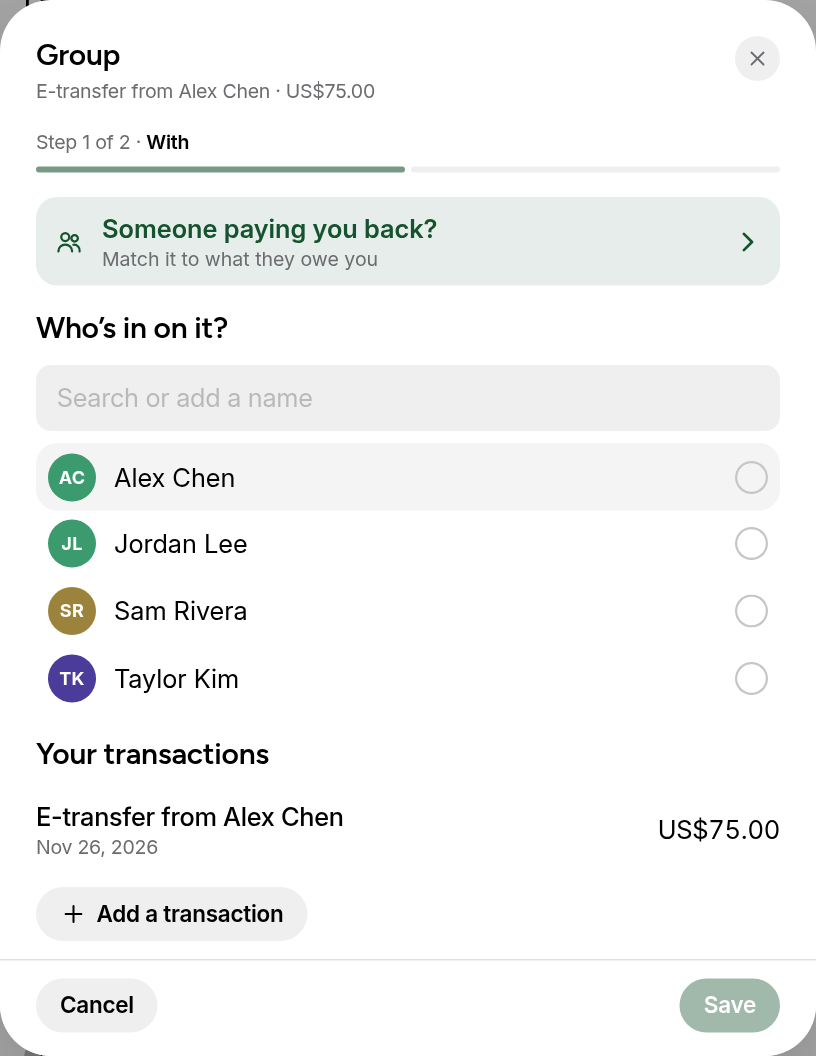 Group
E-transfer from Alex Chen · US$75.00
Step 1 of 2 · With
Someone paying you back?
Match it to what they owe you
Who’s in on it?
Search or add a name
AC Alex Chen
JL Jordan Lee
SR Sam Rivera
TK Taylor Kim
Your transactions
E-transfer from Alex Chen
US$75.00
Nov 26, 2026
Add a transaction
Cancel
Save